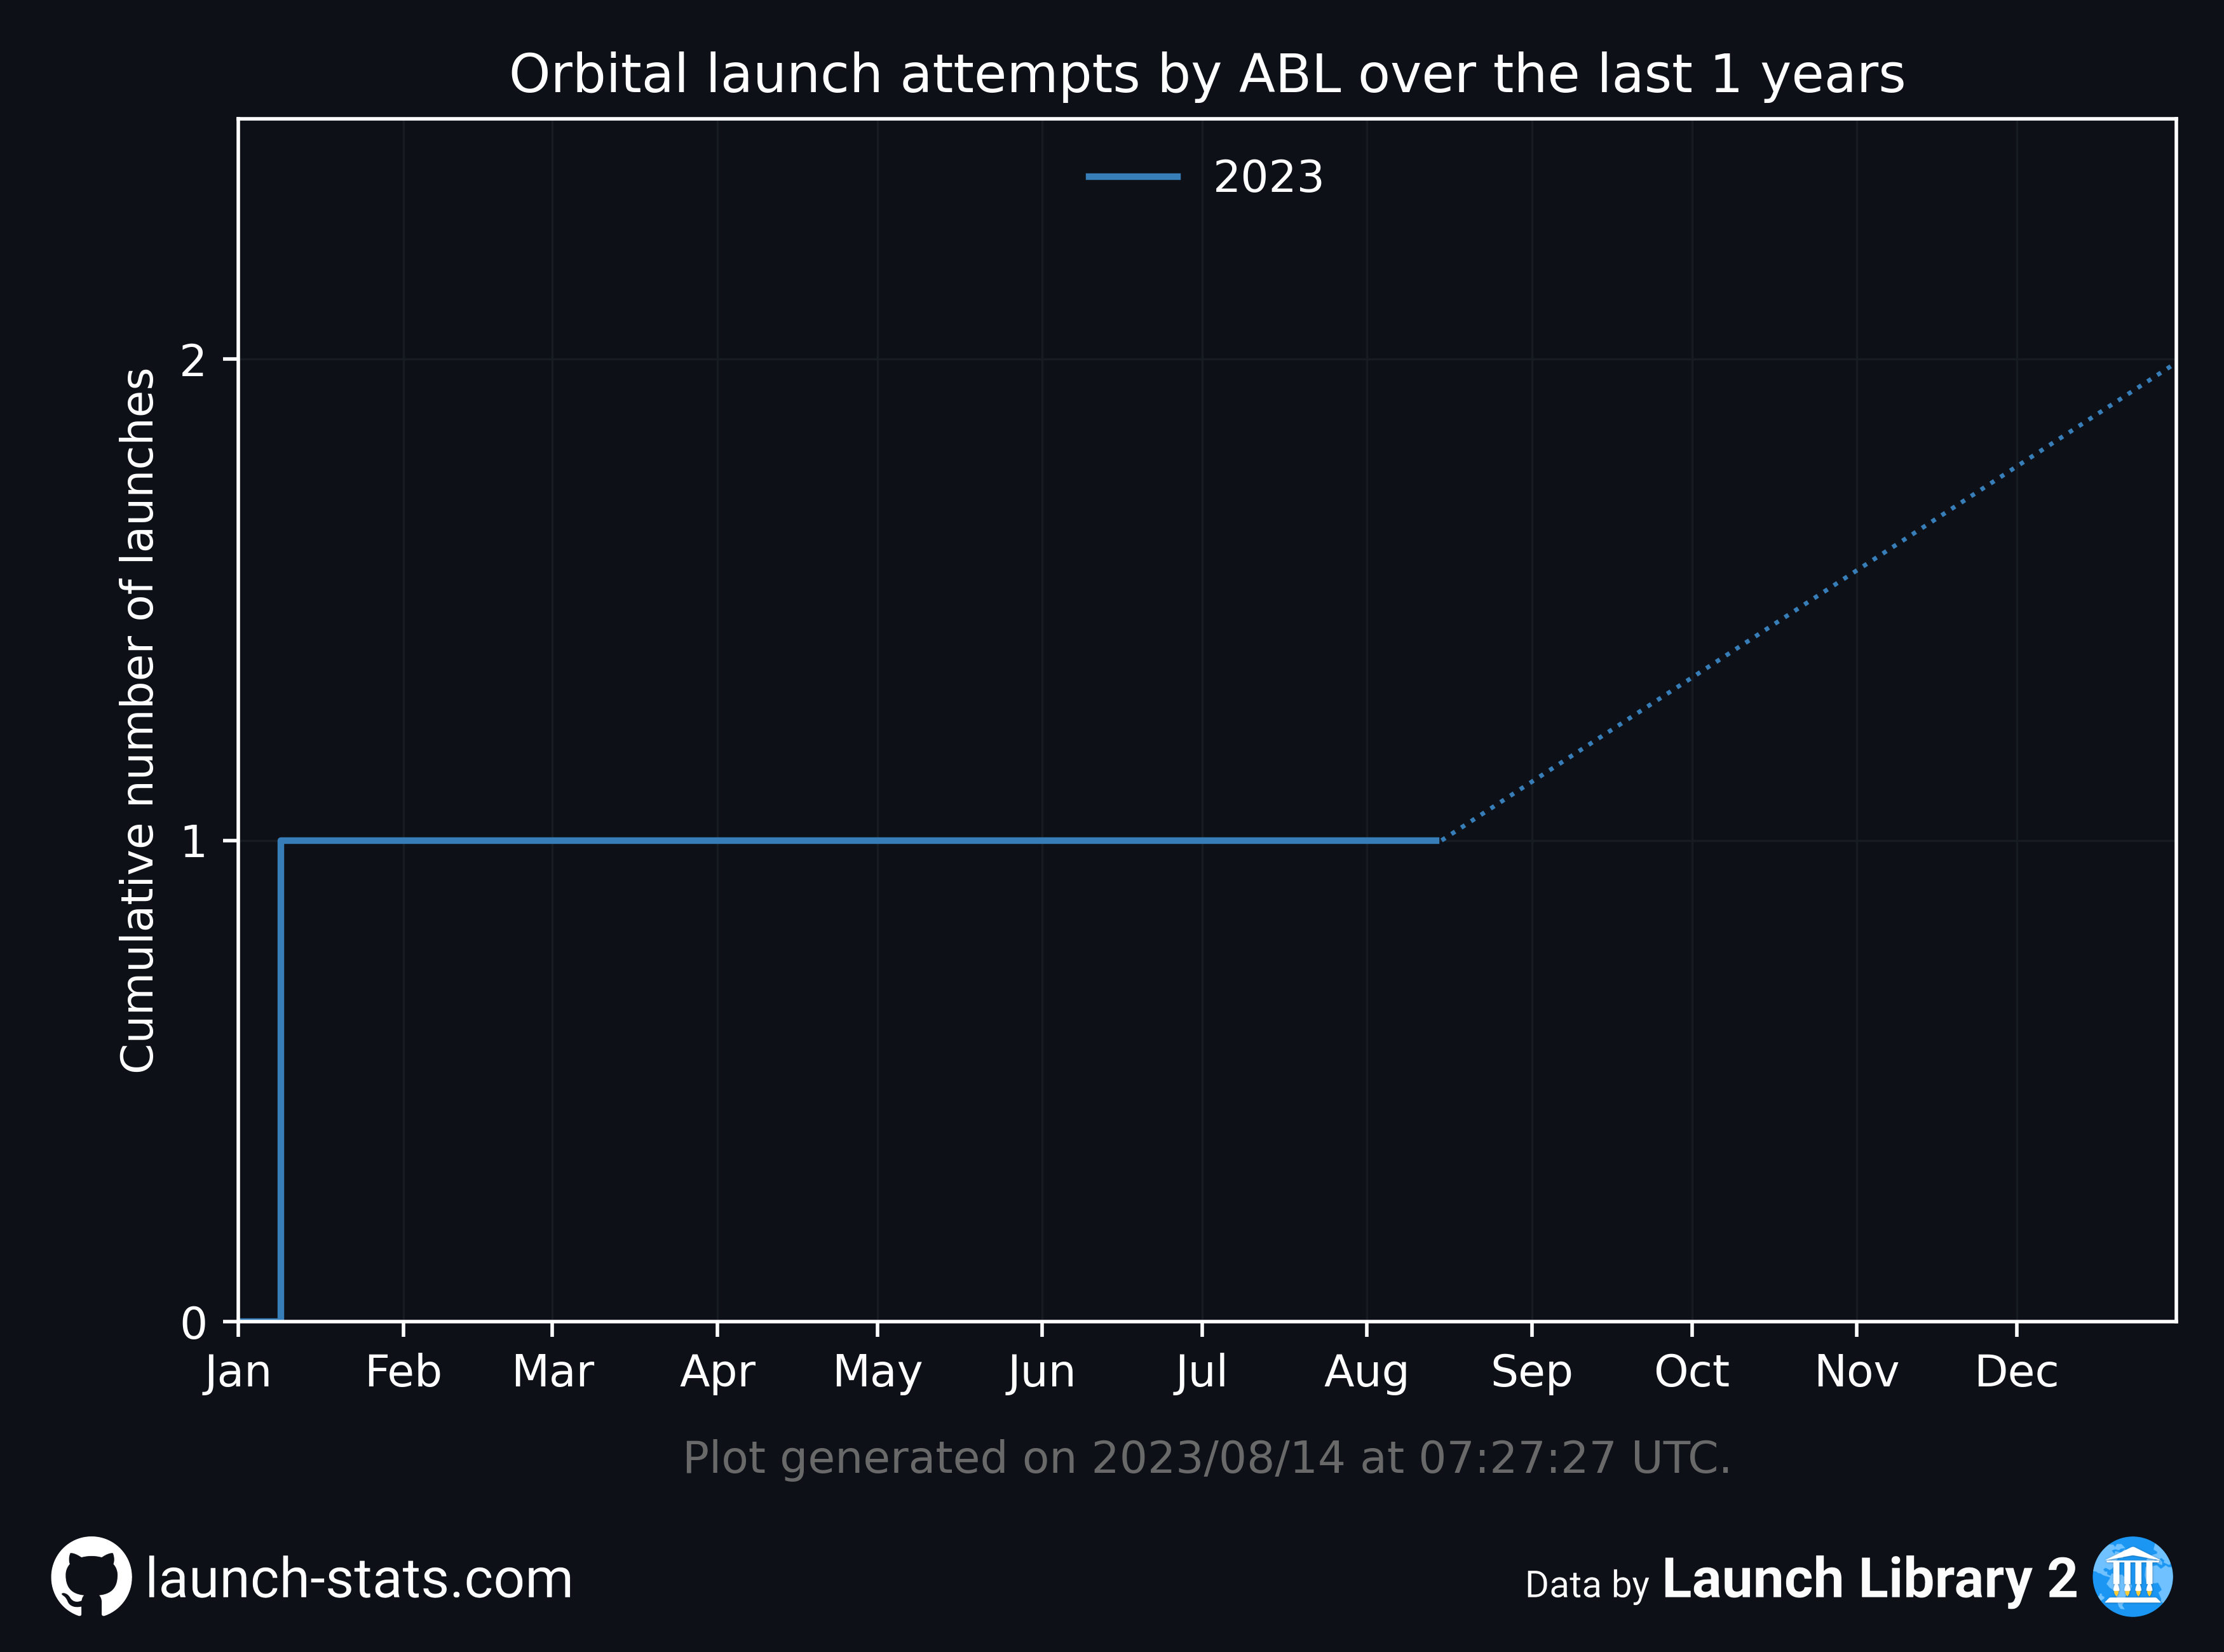 Orbital launch attempts by ABL over the last 1 years
2023
Cumulative number of launches
2
1
0
Jan Feb Mar Apr May Jun Jul Aug Sep Oct Nov Dec
Plot generated on 2023/08/14 at 07:27:27 UTC.
launch-stats.com
Data by Launch Library 2